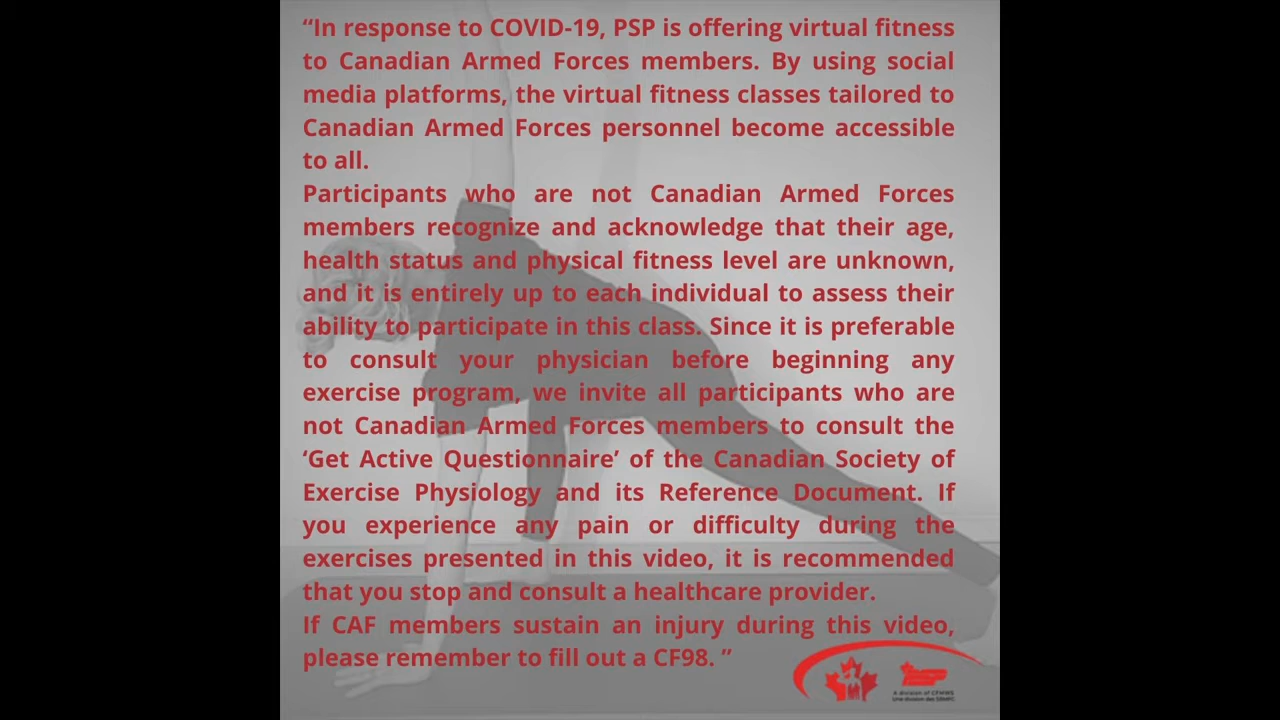 “In response to COVID-19, PSP is offering virtual fitness
to Canadian Armed Forces members. By using social
media platforms, the virtual fitness classes tailored to
Canadian Armed Forces personnel become accessible
to all.
Participants who are not Canadian Armed Forces
members recognize and acknowledge that their age,
health status and physical fitness level are unknown,
and it is entirely up to each individual to assess their
ability to participate in this class. Since it is preferable
to consult your physician before beginning any
exercise program, we invite all participants who are
not Canadian Armed Forces members to consult the
‘Get Active Questionnaire’ of the Canadian Society of
Exercise Physiology and its Reference Document. If
you experience any pain or difficulty during the
exercises presented in this video, it is recommended
that you stop and consult a healthcare provider.
If CAF members sustain an injury during this video,
please remember to fill out a CF98. ”
A division of CFMWS
Une division des SBMFC